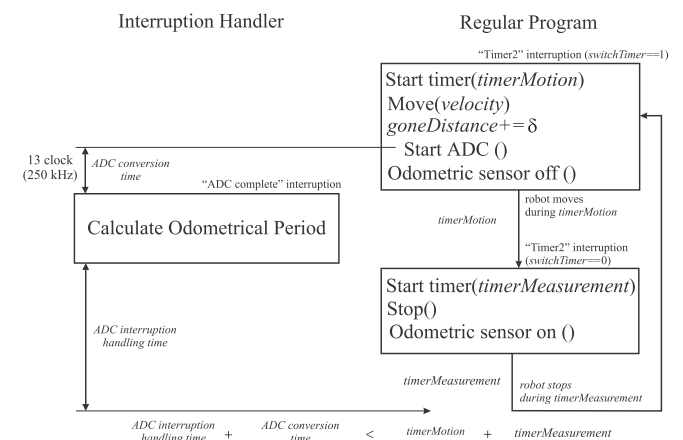 Interruption Handler
Regular Program
“Timer2” interruption (switchTimer==1)
Start timer(timerMotion)
Move(velocity)
goneDistance+=δ
Start ADC ()
Odometric sensor off ()
13 clock
(250 kHz)
ADC conversion
time
“ADC complete” interruption
Calculate Odometrical Period
timerMotion
robot moves
during timerMotion
“Timer2” interruption
(switchTimer==0)
Start timer(timerMeasurement)
Stop()
Odometric sensor on ()
ADC interruption
handling time
timerMeasurement
robot stops
during timerMeasurement
ADC interruption
handling time
+
ADC conversion
time
<
timerMotion
+
timerMeasurement